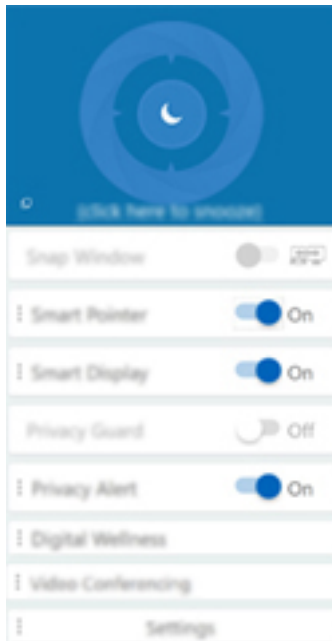 (click here to snooze)
Snap Window
Smart Pointer On
Smart Display On
Privacy Guard Off
Privacy Alert On
Digital Wellness
Video Conferencing
Settings